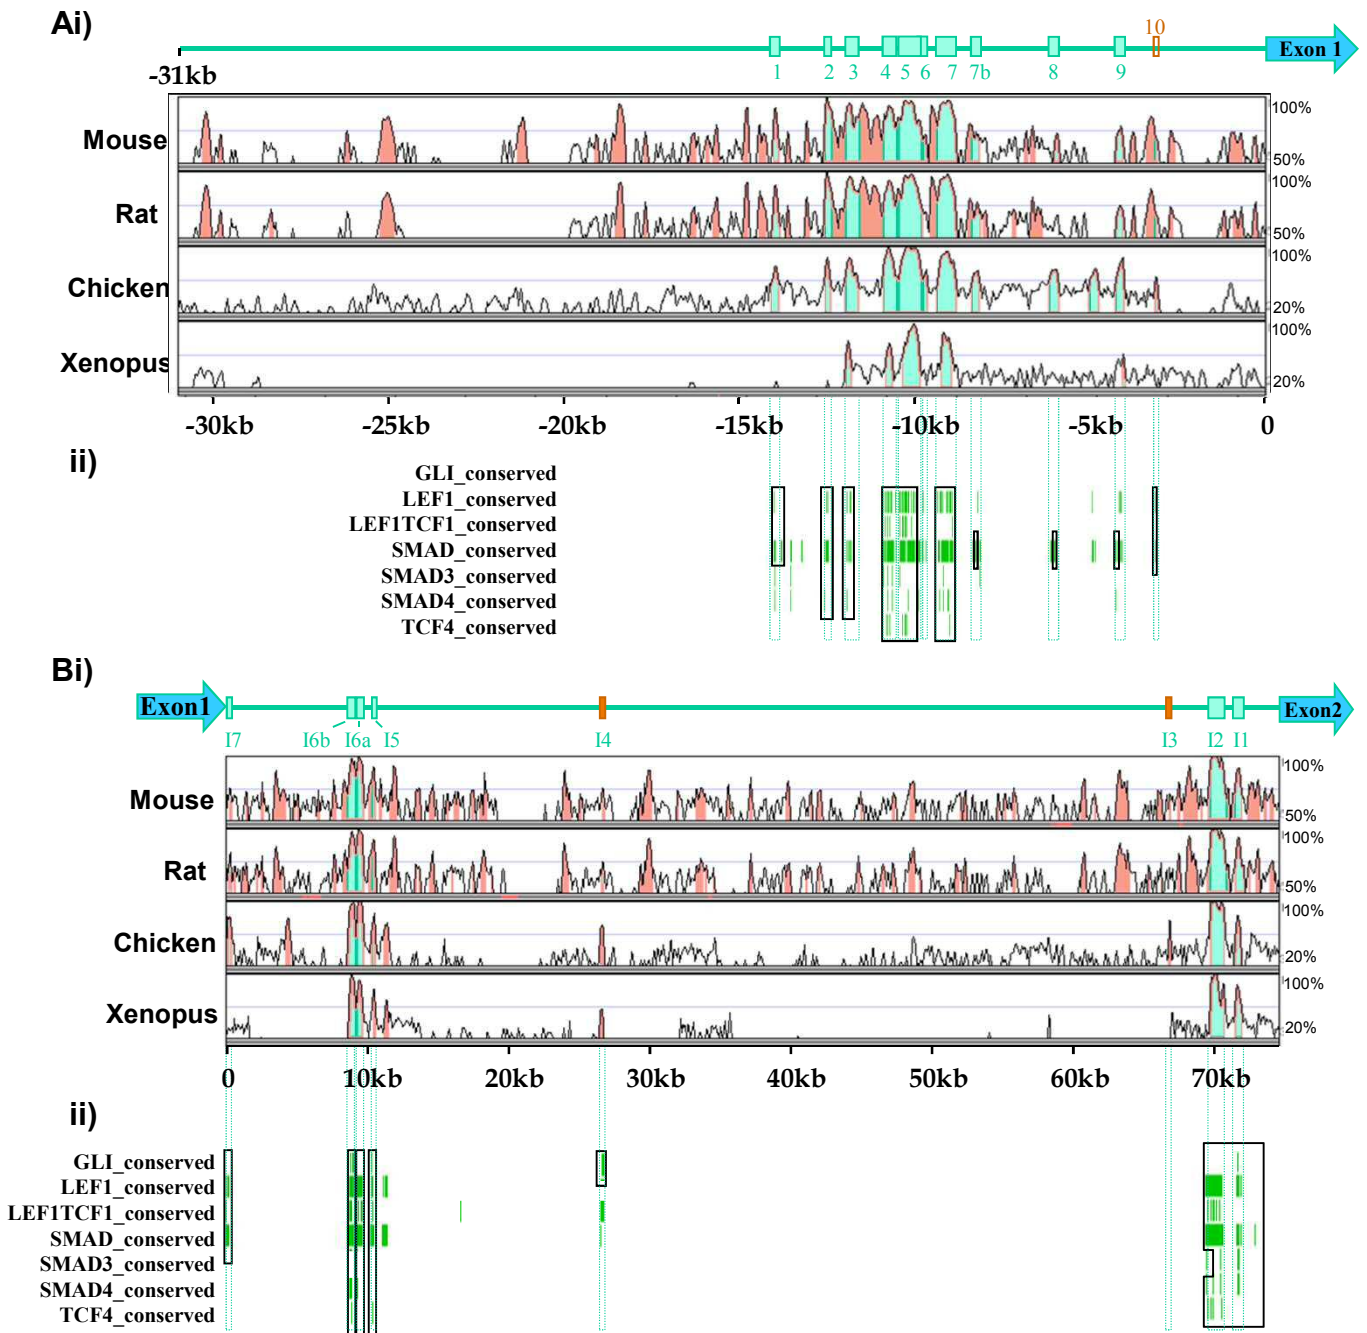 Ai)
10
Exon 1
-31kb
1 2 3 4 5 6 7 7b 8 9
Mouse
100%
50%
Rat
100%
50%
Chicken
100%
20%
Xenopus
100%
20%
-30kb -25kb -20kb -15kb -10kb -5kb 0
ii)
GLI_conserved
LEF1_conserved
LEF1TCF1_conserved
SMAD_conserved
SMAD3_conserved
SMAD4_conserved
TCF4_conserved
Bi)
Exon1
Exon2
I7 I6b I6a I5 I4 I3 I2 I1
Mouse
100%
50%
Rat
100%
50%
Chicken
100%
20%
Xenopus
100%
20%
0 10kb 20kb 30kb 40kb 50kb 60kb 70kb
ii)
GLI_conserved
LEF1_conserved
LEF1TCF1_conserved
SMAD_conserved
SMAD3_conserved
SMAD4_conserved
TCF4_conserved